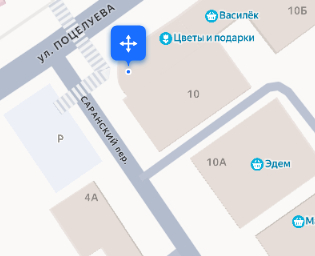 Василёк
10Б
ул. ПОЦЕЛУЕВА
Цветы и подарки
10
САРАНСКИЙ пер.
Р
10А
Эдем
4А